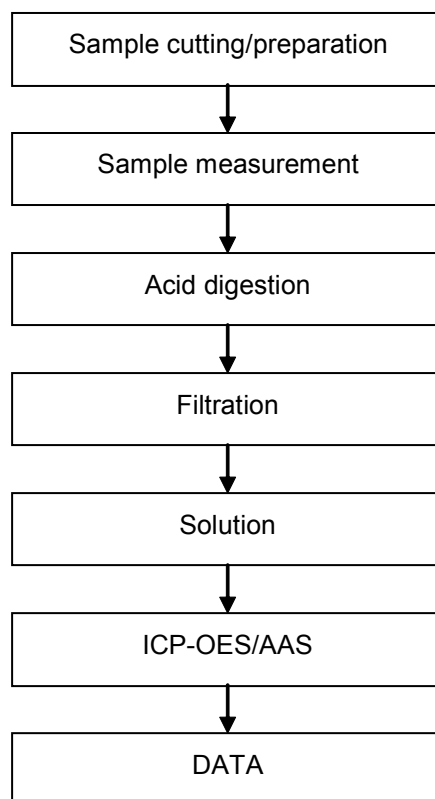 Sample cutting/preparation
Sample measurement
Acid digestion
Filtration
Solution
ICP-OES/AAS
DATA